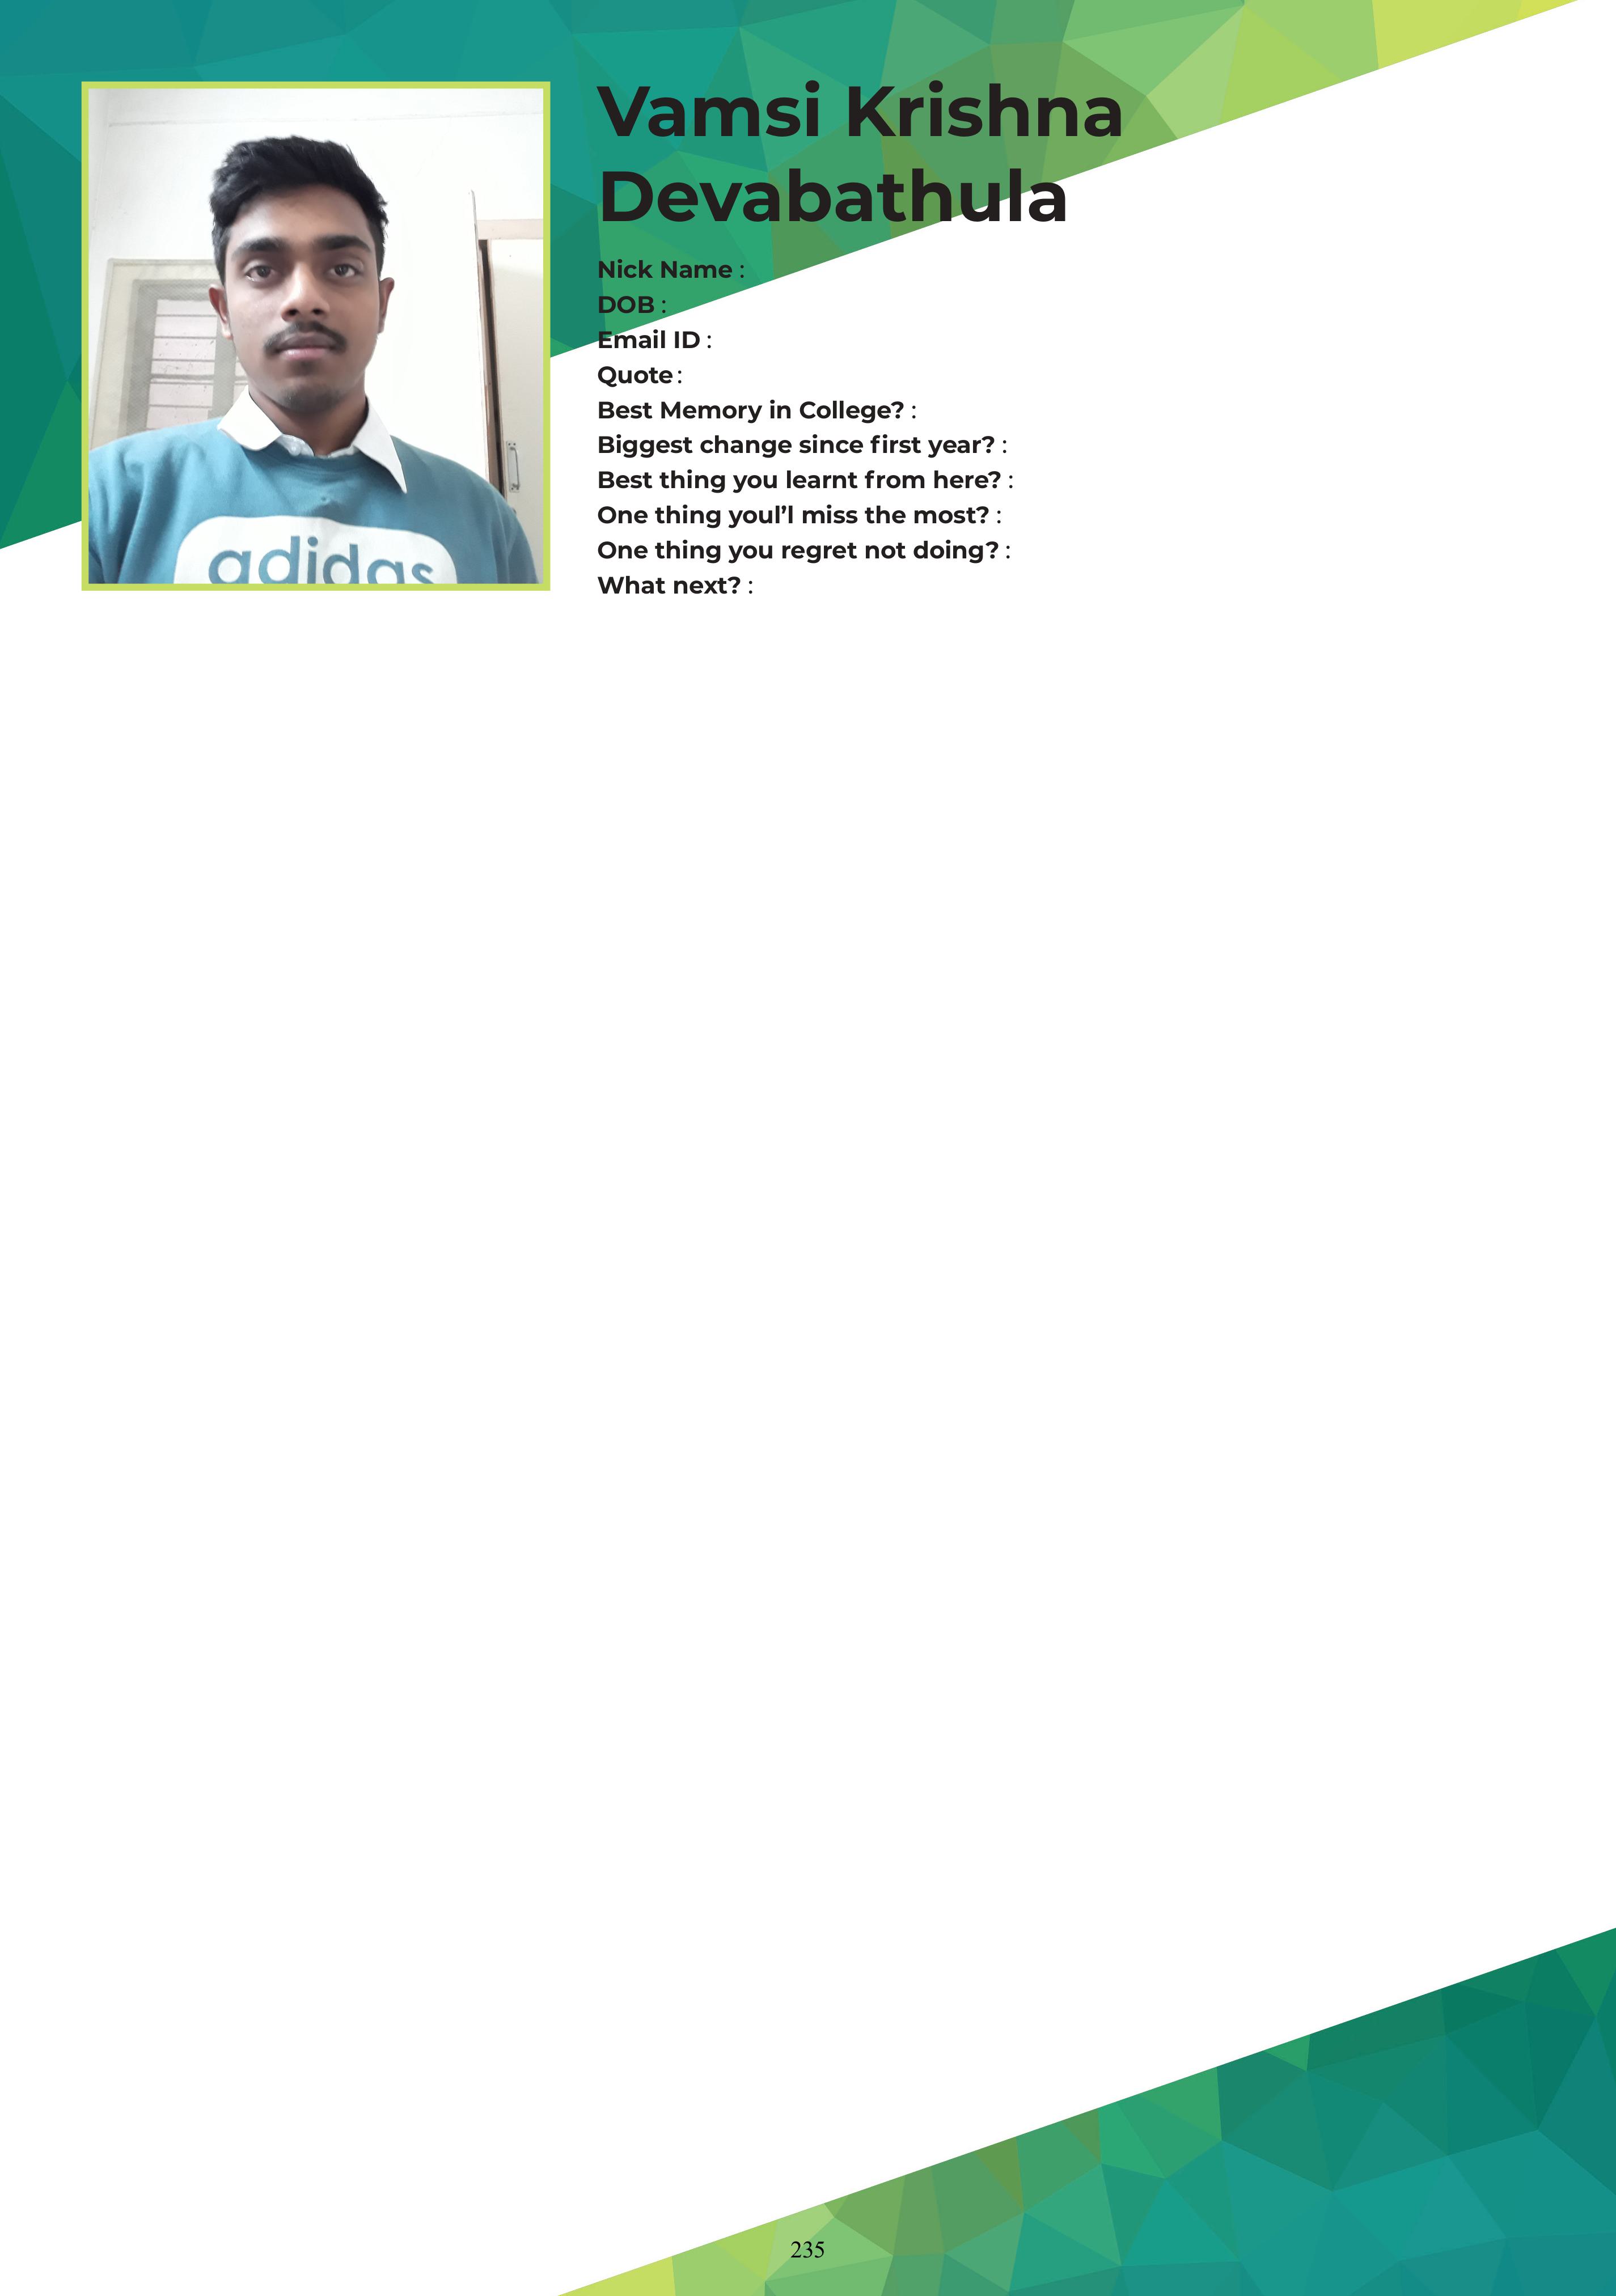 Vamsi Krishna
Devabathula
Nick Name :
DOB :
Email ID :
Quote :
Best Memory in College? :
Biggest change since first year? :
Best thing you learnt from here? :
One thing youl’l miss the most? :
One thing you regret not doing? :
What next? :
adidas
235